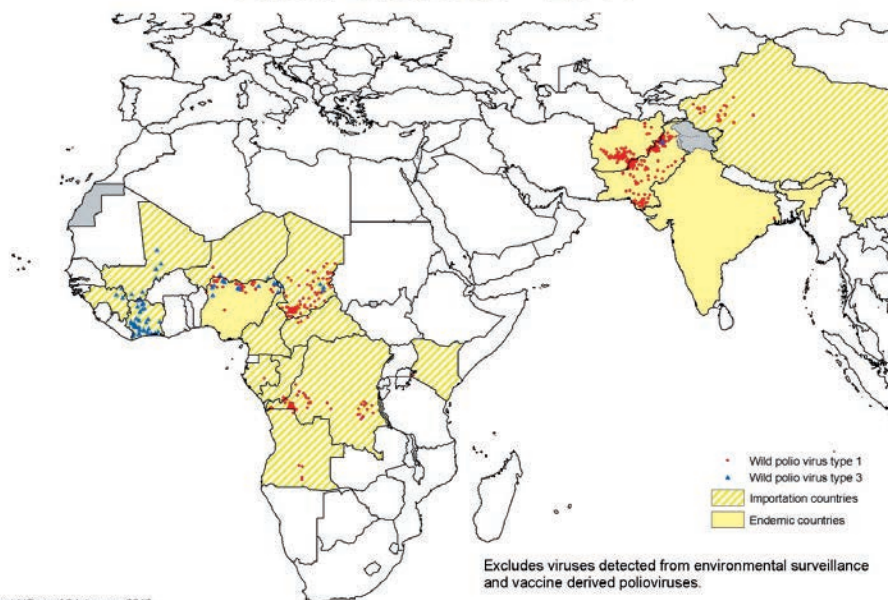 Wild polio virus type 1
Wild polio virus type 3
Importation countries
Endemic countries
Excludes viruses detected from environmental surveillance
and vaccine derived polioviruses.